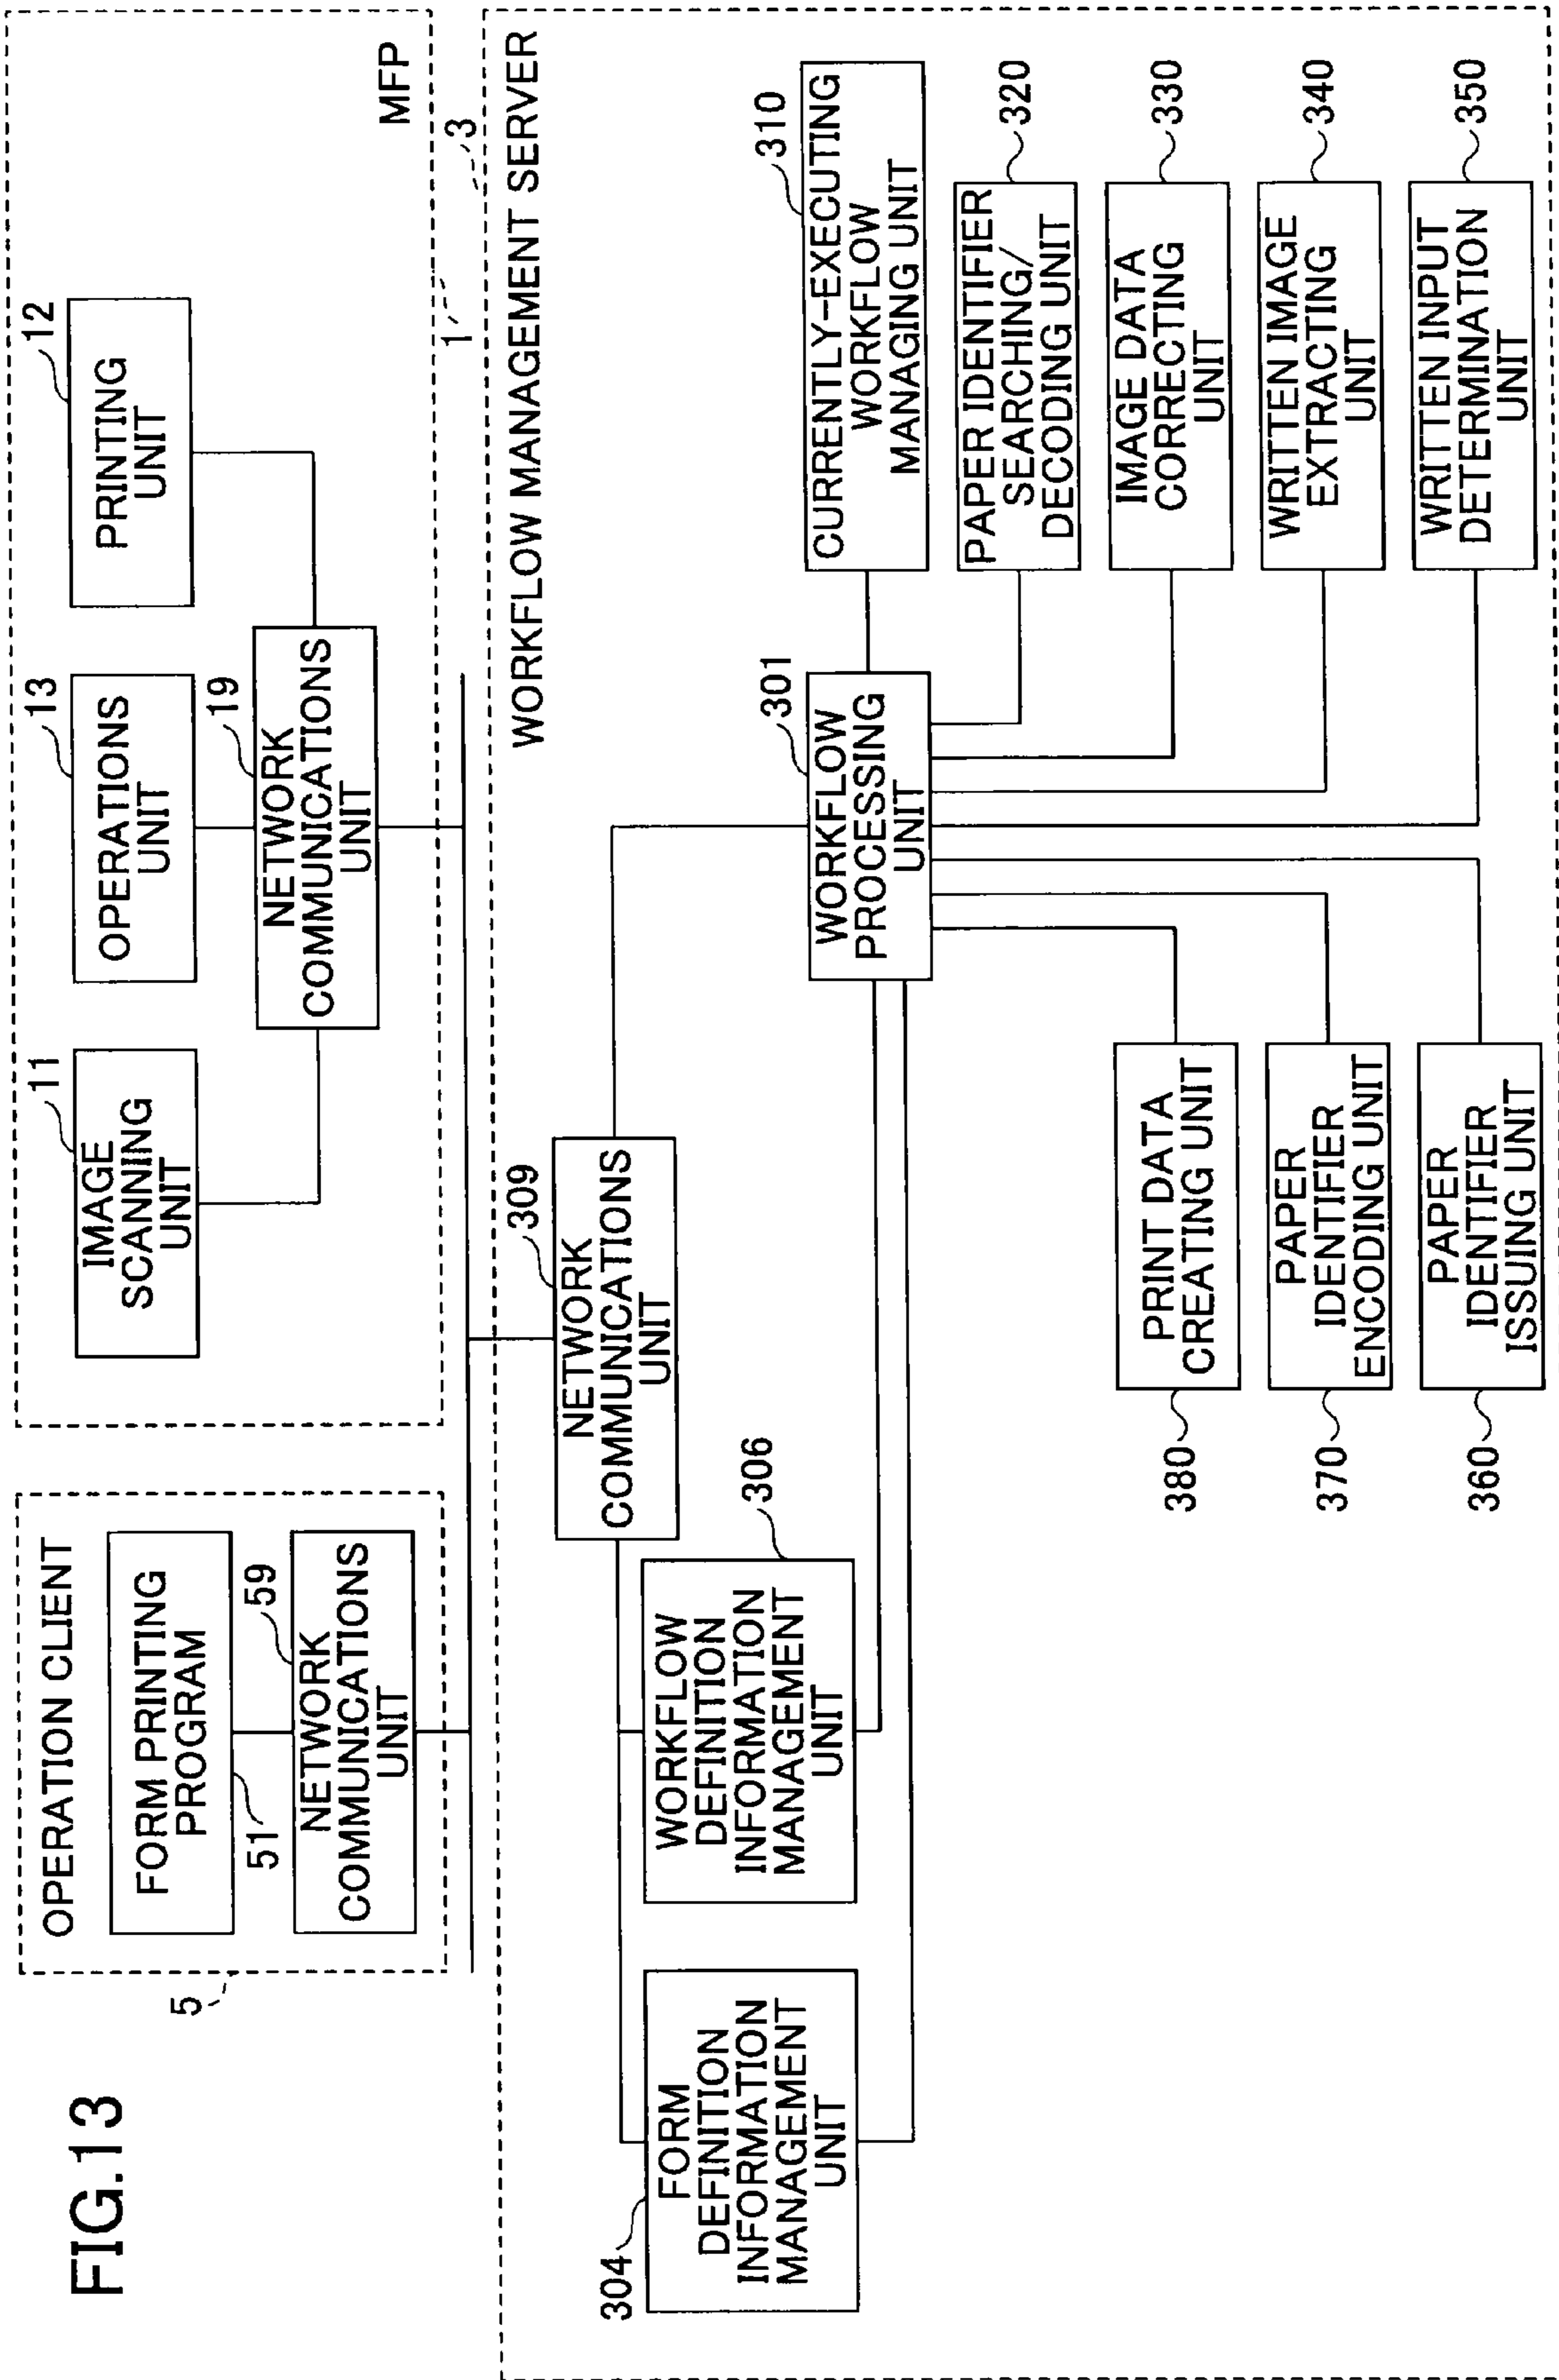 FIG.13
5
OPERATION CLIENT
FORM PRINTING
PROGRAM
51
59
NETWORK
COMMUNICATIONS
UNIT
11
IMAGE
SCANNING
UNIT
13
OPERATIONS
UNIT
12
PRINTING
UNIT
19
NETWORK
COMMUNICATIONS
UNIT
MFP
1
3
WORKFLOW MANAGEMENT SERVER
309
NETWORK
COMMUNICATIONS
UNIT
304
FORM
DEFINITION
INFORMATION
MANAGEMENT
UNIT
306
WORKFLOW
DEFINITION
INFORMATION
MANAGEMENT
UNIT
301
WORKFLOW
PROCESSING
UNIT
310
CURRENTLY-EXECUTING
WORKFLOW
MANAGING UNIT
PAPER IDENTIFIER
SEARCHING/
DECODING UNIT
320
IMAGE DATA
CORRECTING
UNIT
330
WRITTEN IMAGE
EXTRACTING
UNIT
340
WRITTEN INPUT
DETERMINATION
UNIT
350
380
PRINT DATA
CREATING UNIT
370
PAPER
IDENTIFIER
ENCODING UNIT
360
PAPER
IDENTIFIER
ISSUING UNIT